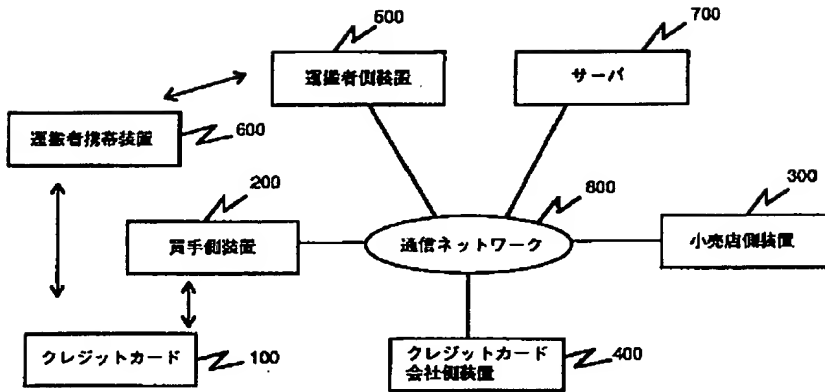 500
700
運搬者側装置
サーバ
運搬者携帯装置
600
200
800
300
買手側装置
通信ネットワーク
小売店側装置
クレジットカード
100
クレジットカード
会社側装置
400